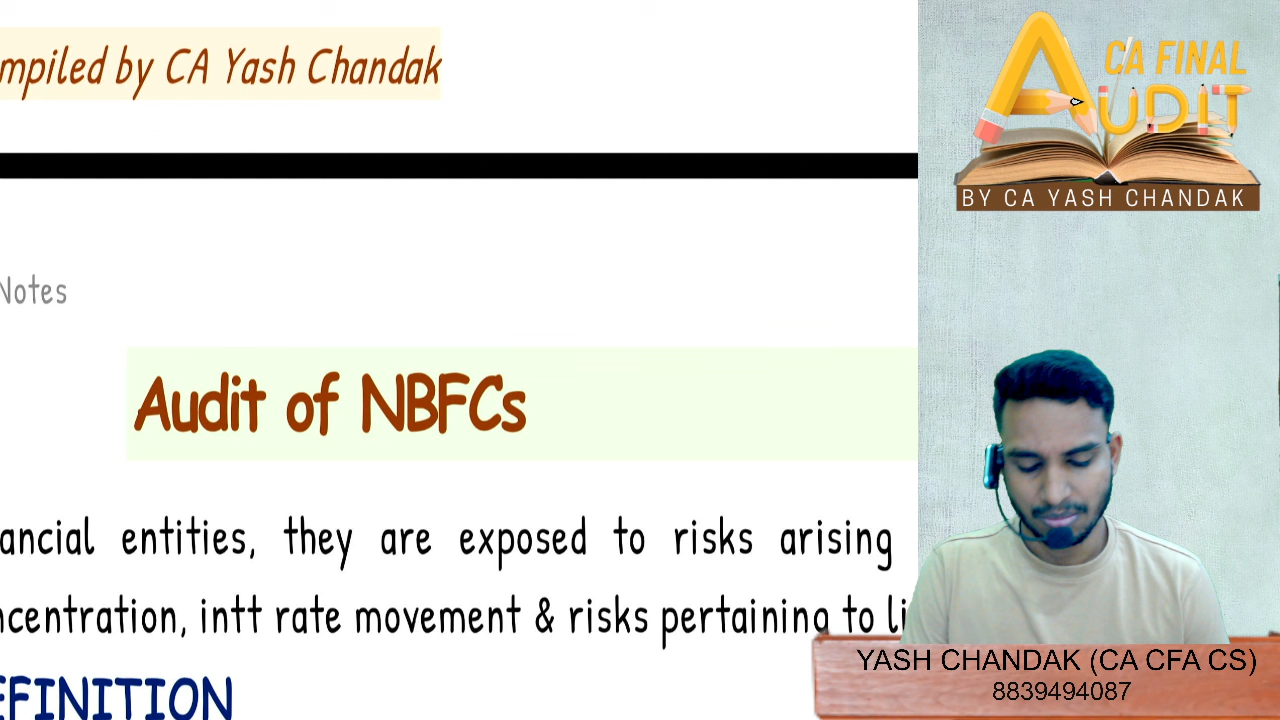 mpiled by CA Yash Chandak
Notes
Audit of NBFCs
ancial entities, they are exposed to risks arising
ncentration, intt rate movement & risks pertaining to li
EFINITION
CA FINAL
AUDIT
BY CA YASH CHANDAK
YASH CHANDAK (CA CFA CS)
8839494087